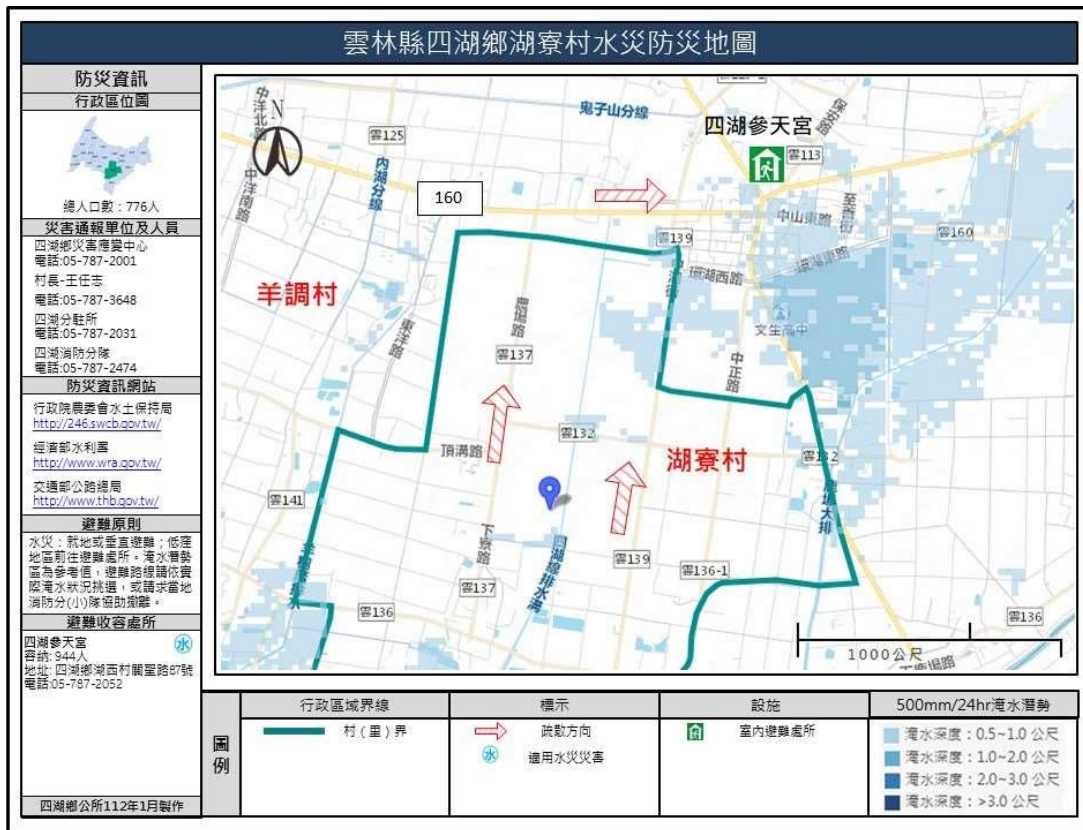 雲林縣四湖鄉湖寮村水災防災地圖
防災資訊
行政區位圖
總人口數：776人
災害通報單位及人員
四湖鄉災害應變中心
電話:05-787-2001
村長-王任志
電話:05-787-3648
四湖分駐所
電話:05-787-2031
四湖消防分隊
電話:05-787-2474
防災資訊網站
行政院農委會水土保持局
http://246.swcb.gov.tw/
經濟部水利署
http://www.wra.gov.tw/
交通部公路總局
http://www.thb.gov.tw/
避難原則
水災：就地或垂直避難；低窪
地區前往避難處所。淹水潛勢
區為參考值，避難路線請依實
際淹水狀況挑選，或請求當地
消防分(小)隊協助撤離。
避難收容處所
四湖參天宮
水
容納: 944人
地址: 四湖鄉湖西村關聖路87號
電話:05-787-2052
四湖鄉公所112年1月製作
N
中洋北路
鬼子山分線
保安路
四湖參天宮
雲125
雲113
內湖分線
中洋南路
160
至善街
中山東路
雲139
雲160
環湖西路
環湖東路
羊調村
農場路
東洋路
文生高中
雲137
中正路
雲132
頂溝路
湖寮村
雲132
雲141
下寮路
四湖線排水溝
雲139
雲136-1
雲137
雲136
雲136
1000公尺
圖例
行政區域界線
村（里）界
標示
疏散方向
水
適用水災災害
設施
室內避難處所
500mm/24hr淹水潛勢
淹水深度：0.5~1.0 公尺
淹水深度：1.0~2.0 公尺
淹水深度：2.0~3.0 公尺
淹水深度：>3.0 公尺